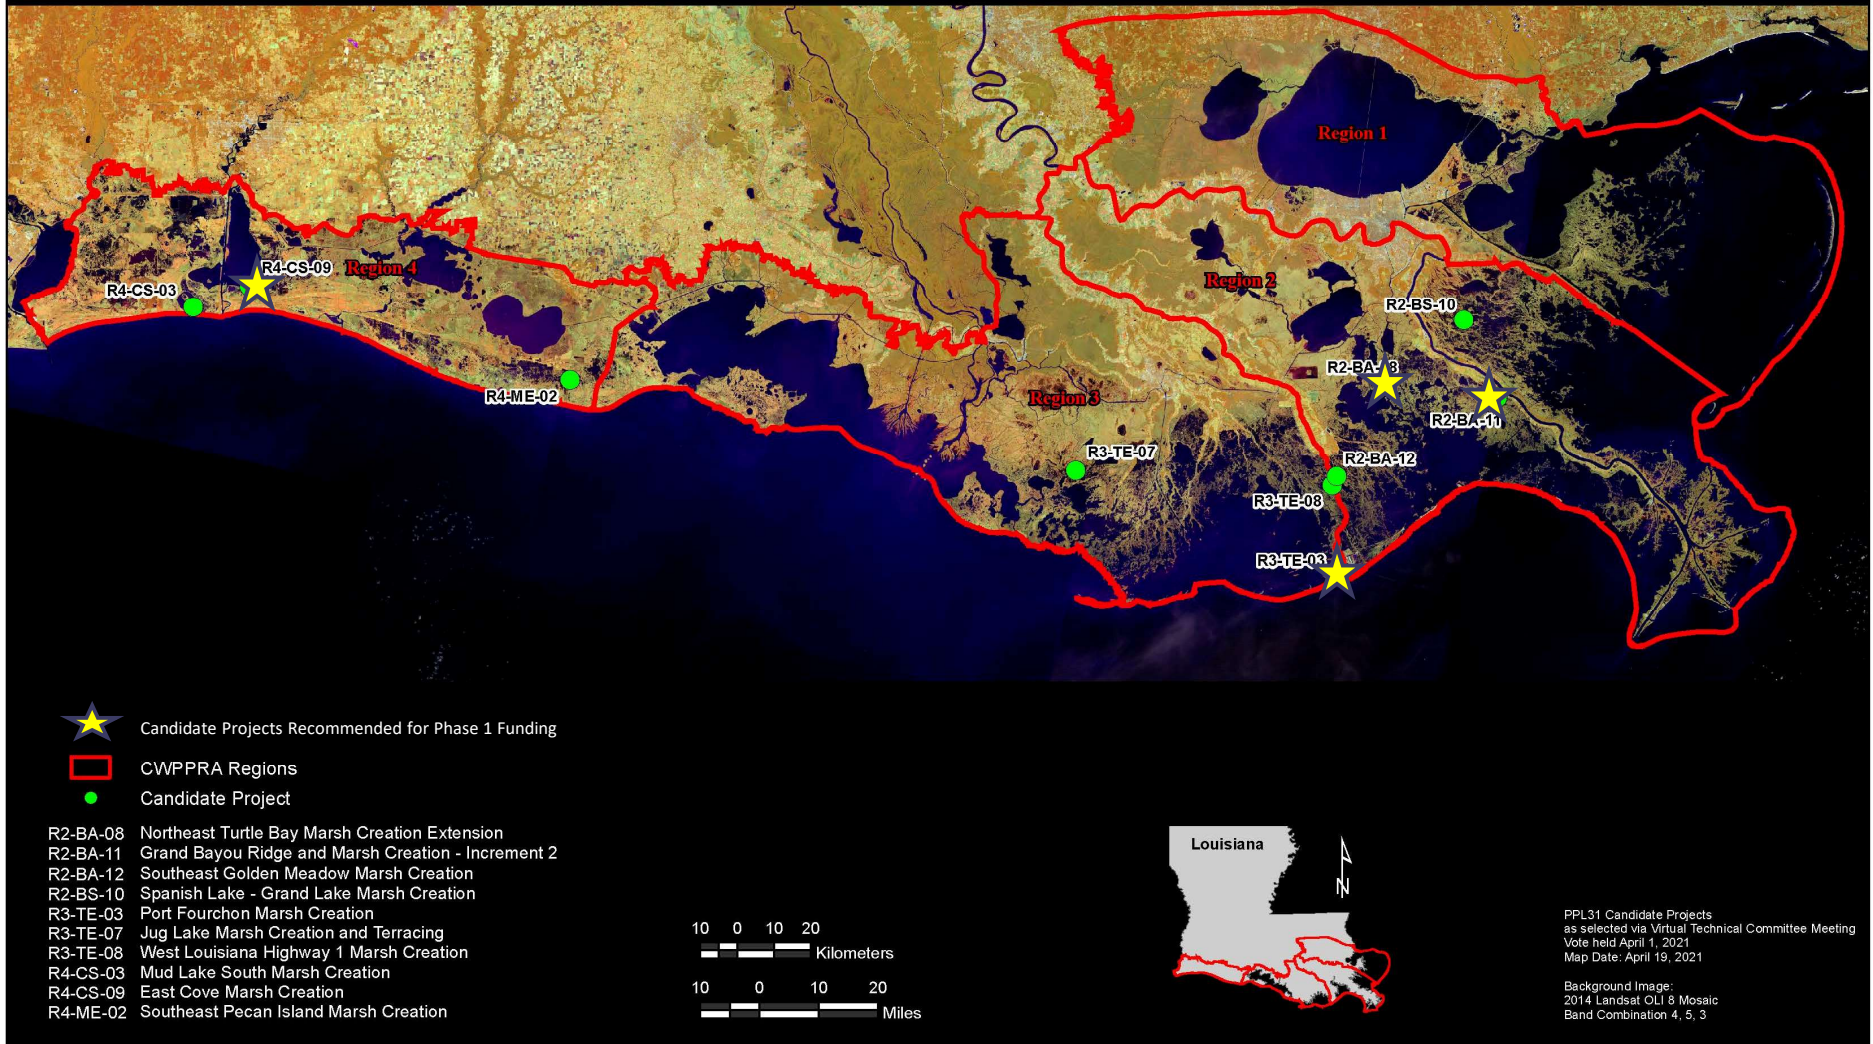 Region 1
R4-CS-09
Region 4
R4-CS-03
Region 2
R2-BS-10
R2-BA-8
R4-ME-02
Region 3
R2-BA-11
R3-TE-07
R2-BA-12
R3-TE-08
R3-TE-03
Candidate Projects Recommended for Phase 1 Funding
CWPPRA Regions
Candidate Project
R2-BA-08 Northeast Turtle Bay Marsh Creation Extension
R2-BA-11 Grand Bayou Ridge and Marsh Creation - Increment 2
R2-BA-12 Southeast Golden Meadow Marsh Creation
R2-BS-10 Spanish Lake - Grand Lake Marsh Creation
R3-TE-03 Port Fourchon Marsh Creation
R3-TE-07 Jug Lake Marsh Creation and Terracing
R3-TE-08 West Louisiana Highway 1 Marsh Creation
R4-CS-03 Mud Lake South Marsh Creation
R4-CS-09 East Cove Marsh Creation
R4-ME-02 Southeast Pecan Island Marsh Creation
10 0 10 20
Kilometers
10 0 10 20
Miles
Louisiana
N
PPL31 Candidate Projects
as selected via Virtual Technical Committee Meeting
Vote held April 1, 2021
Map Date: April 19, 2021
Background Image:
2014 Landsat OLI 8 Mosaic
Band Combination 4, 5, 3